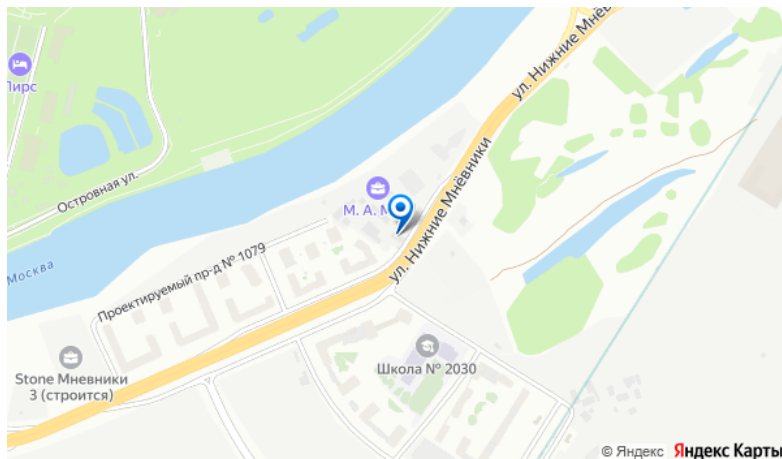 ул. Нижние Мнёв
Пирс
Островная ул.
ул. Нижние Мнёвники
М. А. М
Проектируемый пр-д № 1079
Москва
Stone Мневники
3 (строится)
Школа № 2030
© Яндекс Яндекс Карты